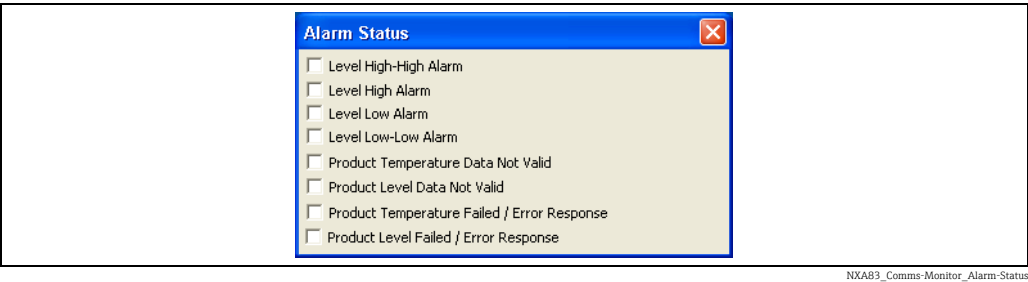 Alarm Status
Level High-High Alarm
Level High Alarm
Level Low Alarm
Level Low-Low Alarm
Product Temperature Data Not Valid
Product Level Data Not Valid
Product Temperature Failed / Error Response
Product Level Failed / Error Response
NXA83_Comms-Monitor_Alarm-Status